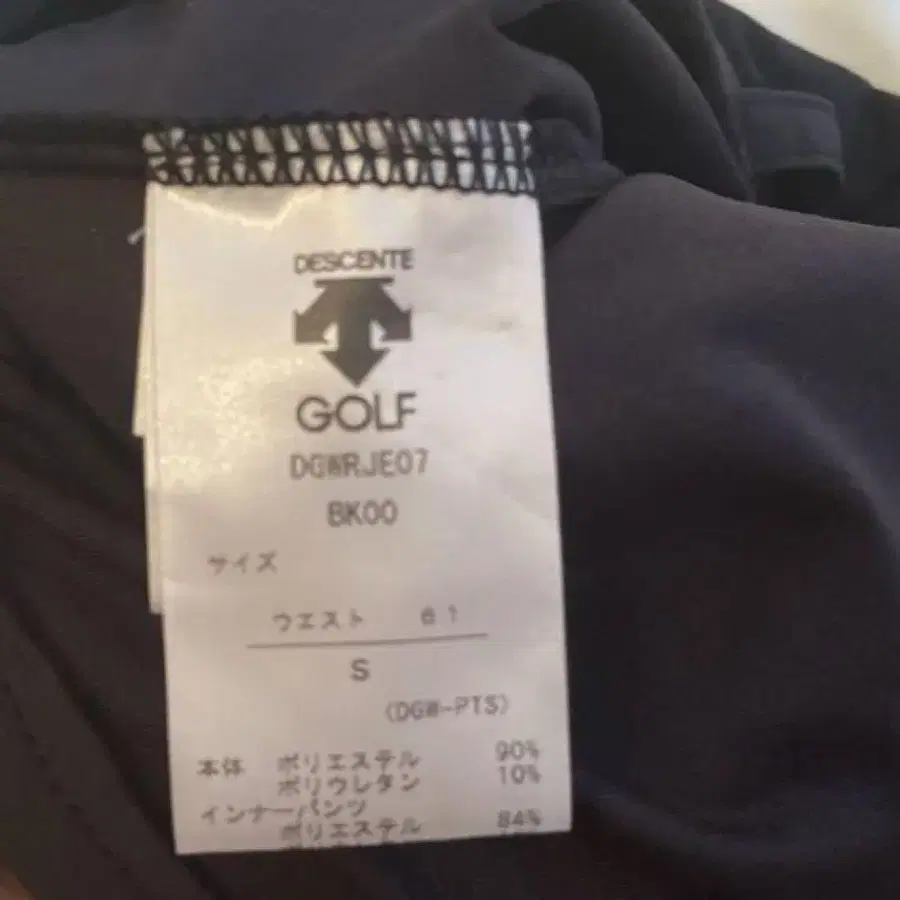 DESCENTE
GOLF
DGWRJE07
BK00
サイズ
ウエスト 61
S
(DGW-PTS)
本体 ポリエステル 90%
ポリウレタン 10%
インナーパンツ
ポリエステル 84%